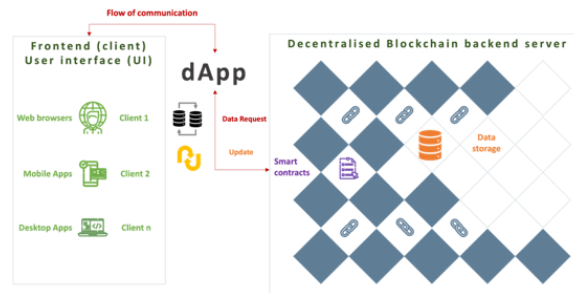 Flow of communication
Frontend (client)
User interface (UI)
Web browsers
Client 1
Mobile Apps
Client 2
Desktop Apps
Client n
dApp
Data Request
Update
Decentralised Blockchain backend server
Smart
contracts
Data
storage